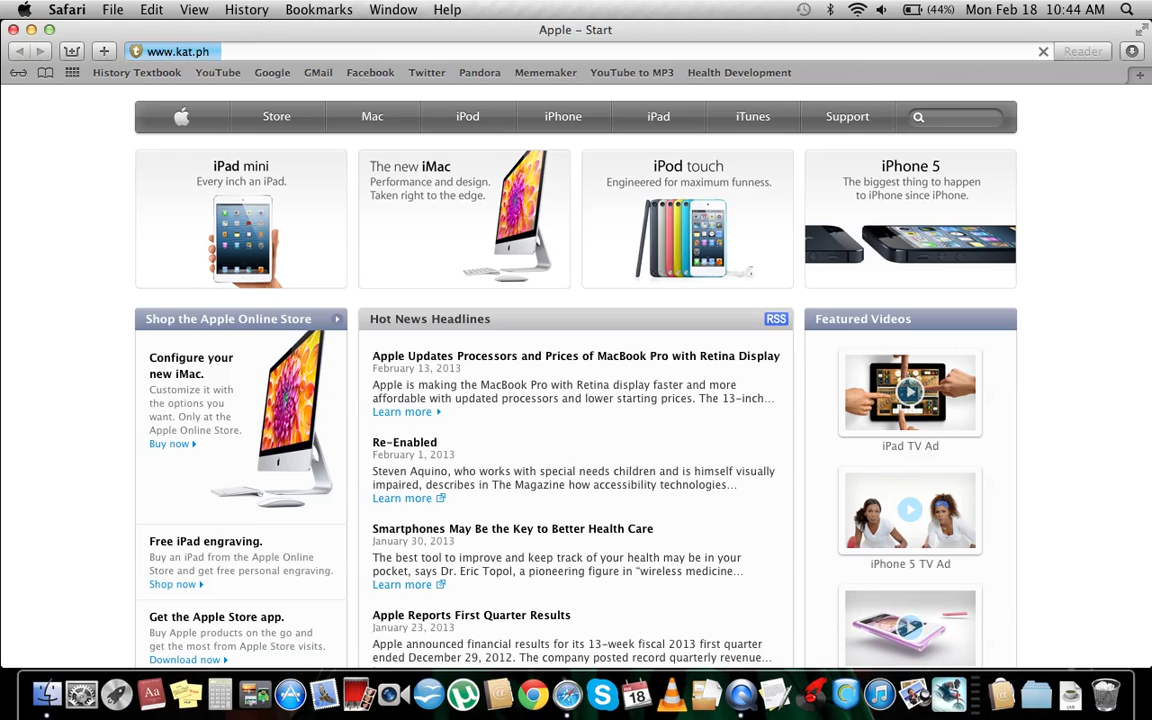 Safari File Edit View History Bookmarks Window Help (44%) Mon Feb 18 10:44 AM
Apple – Start
www.kat.ph Reader
History Textbook YouTube Google GMail Facebook Twitter Pandora Mememaker YouTube to MP3 Health Development
Store Mac iPod iPhone iPad iTunes Support
iPad mini
Every inch an iPad.
The new iMac
Performance and design.
Taken right to the edge.
iPod touch
Engineered for maximum funness.
iPhone 5
The biggest thing to happen
to iPhone since iPhone.
Shop the Apple Online Store
Configure your
new iMac.
Customize it with
the options you
want. Only at the
Apple Online Store.
Buy now
Free iPad engraving.
Buy an iPad from the Apple Online
Store and get free personal engraving.
Shop now
Get the Apple Store app.
Buy Apple products on the go and
get the most from Apple Store visits.
Download now
Hot News Headlines RSS
Apple Updates Processors and Prices of MacBook Pro with Retina Display
February 13, 2013
Apple is making the MacBook Pro with Retina display faster and more
affordable with updated processors and lower starting prices. The 13-inch...
Learn more
Re-Enabled
February 1, 2013
Steven Aquino, who works with special needs children and is himself visually
impaired, describes in The Magazine how accessibility technologies...
Learn more
Smartphones May Be the Key to Better Health Care
January 30, 2013
The best tool to improve and keep track of your health may be in your
pocket, says Dr. Eric Topol, a pioneering figure in “wireless medicine...
Learn more
Apple Reports First Quarter Results
January 23, 2013
Apple announced financial results for its 13-week fiscal 2013 first quarter
ended December 29, 2012. The company posted record quarterly revenue...
Featured Videos
iPad TV Ad
iPhone 5 TV Ad
18
JAR